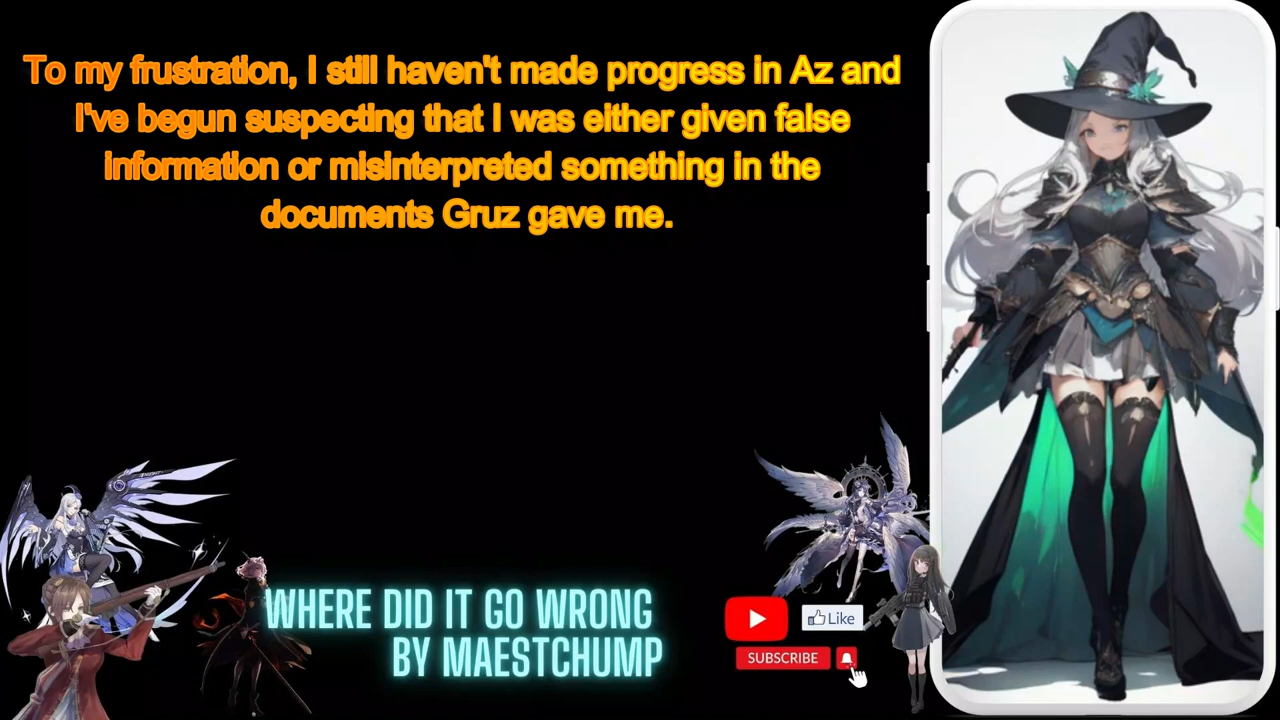 To my frustration, I still haven't made progress in Az and
I've begun suspecting that I was either given false
information or misinterpreted something in the
documents Gruz gave me.
WHERE DID IT GO WRONG
BY MAESTCHUMP
Like
SUBSCRIBE